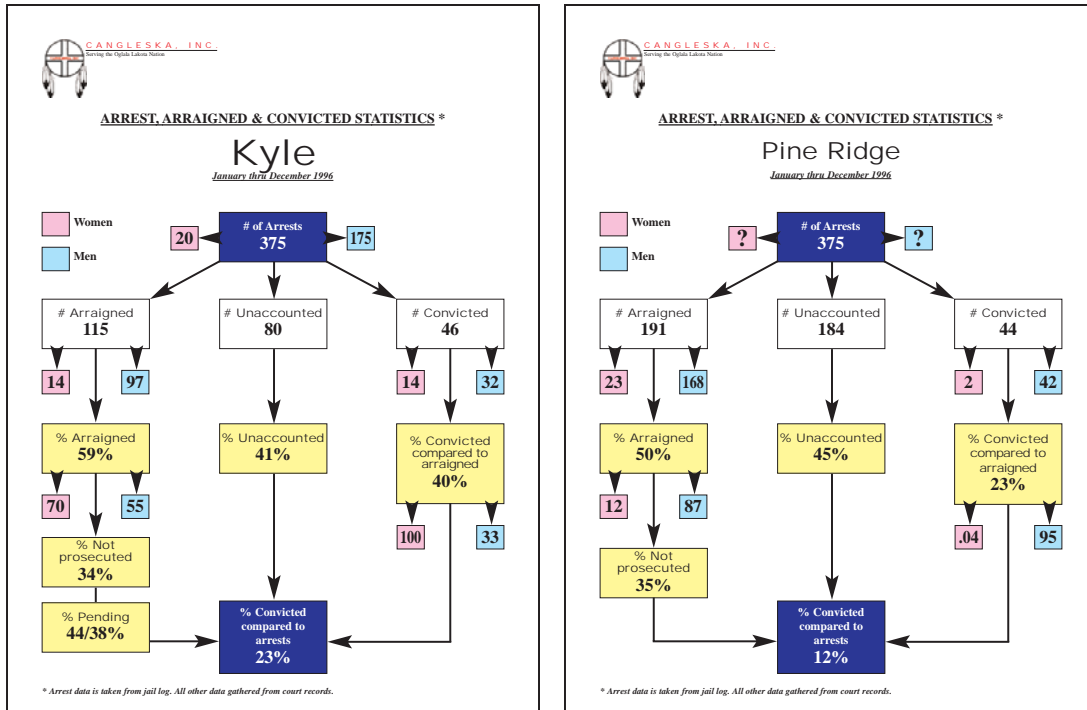 CANGLESKA, INC.
Serving the Oglala Lakota Nation
ARREST, ARRAIGNED & CONVICTED STATISTICS *
Kyle
January thru December 1996
Women
Men
# of Arrests
375
20
175
# Arraigned
115
14
97
# Unaccounted
80
# Convicted
46
14
32
% Arraigned
59%
70
55
% Unaccounted
41%
% Convicted
compared to
arraigned
40%
100
33
% Not
prosecuted
34%
% Pending
44/38%
% Convicted
compared to
arrests
23%
* Arrest data is taken from jail log. All other data gathered from court records.
CANGLESKA, INC.
Serving the Oglala Lakota Nation
ARREST, ARRAIGNED & CONVICTED STATISTICS *
Pine Ridge
January thru December 1996
Women
Men
# of Arrests
375
?
?
# Arraigned
191
23
168
# Unaccounted
184
# Convicted
44
2
42
% Arraigned
50%
12
87
% Unaccounted
45%
% Convicted
compared to
arraigned
23%
.04
95
% Not
prosecuted
35%
% Convicted
compared to
arrests
12%
* Arrest data is taken from jail log. All other data gathered from court records.